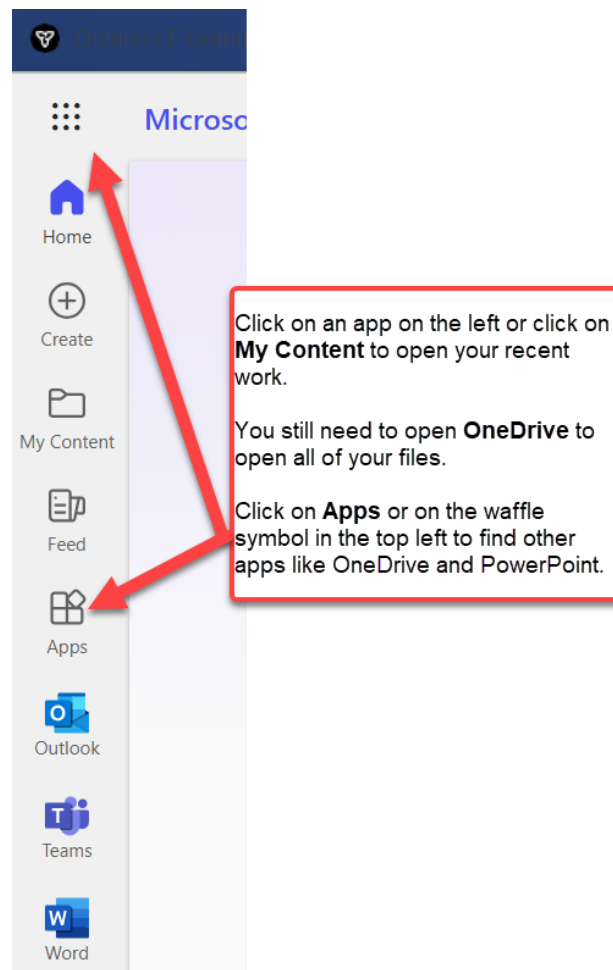 Ontario's E-Learn
Microso
Home
Create
My Content
Feed
Apps
Outlook
Teams
Word
Click on an app on the left or click on
My Content to open your recent
work.
You still need to open OneDrive to
open all of your files.
Click on Apps or on the waffle
symbol in the top left to find other
apps like OneDrive and PowerPoint.